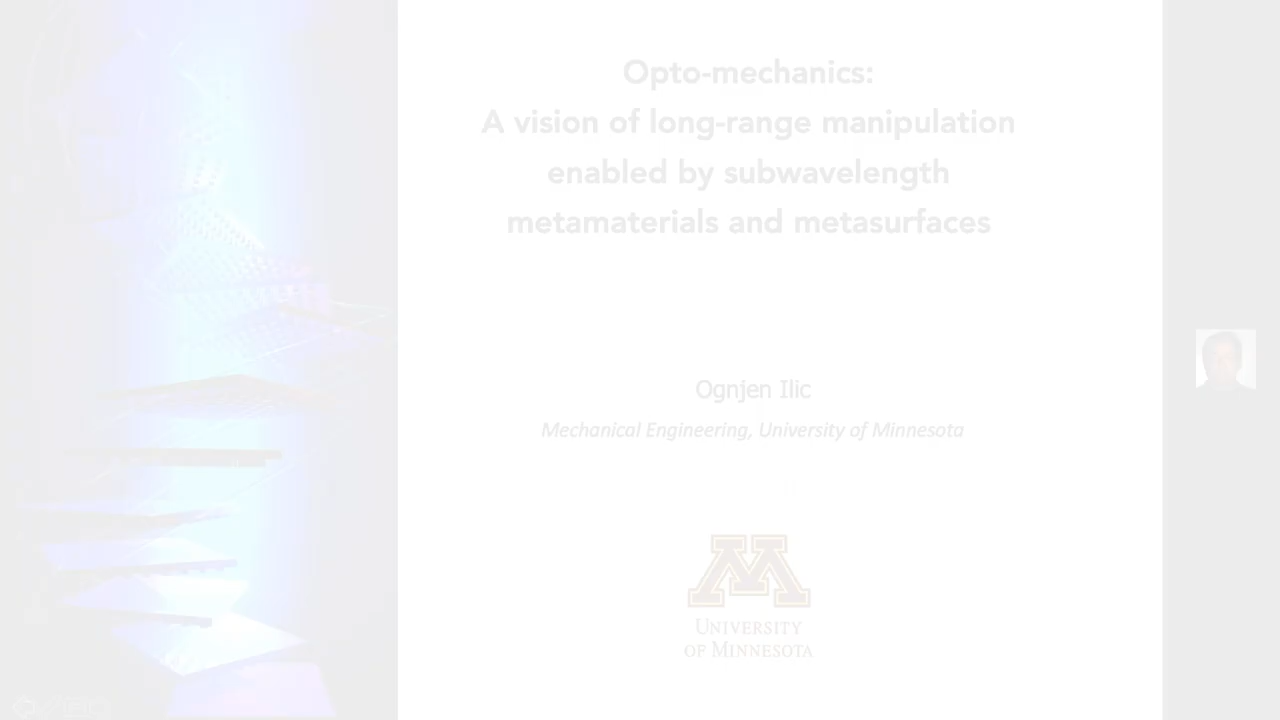 Opto-mechanics:
A vision of long-range manipulation
enabled by subwavelength
metamaterials and metasurfaces
Ognjen Ilic
Mechanical Engineering, University of Minnesota
UNIVERSITY
OF MINNESOTA